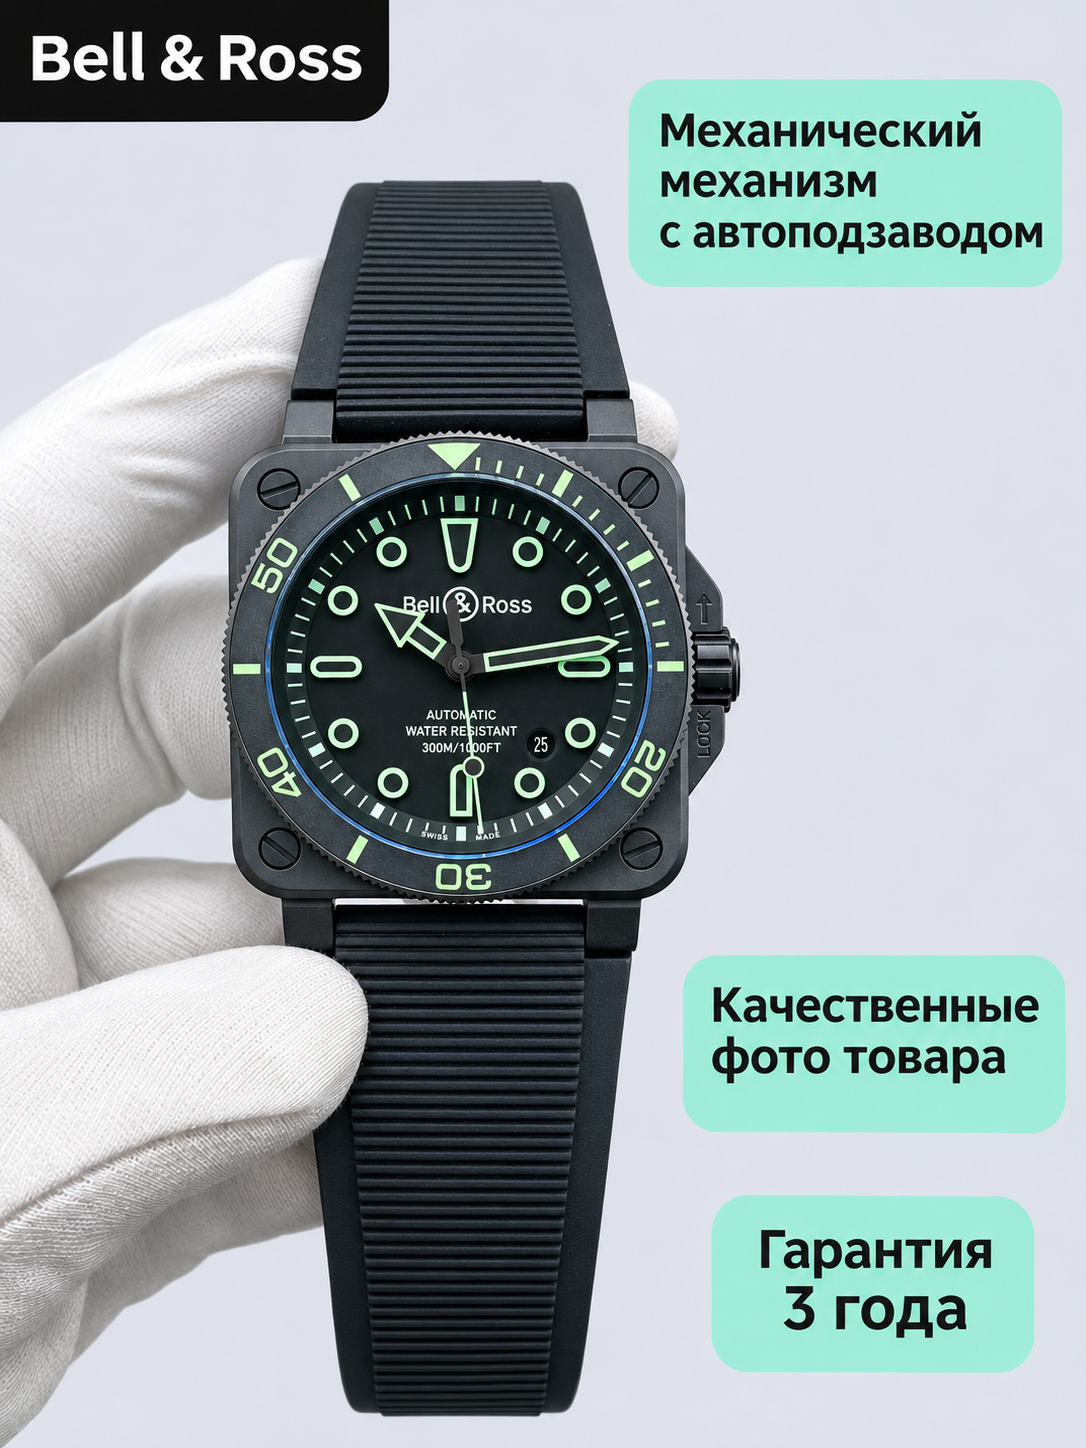 Bell & Ross
Механический
механизм
с автоподзаводом
50
Bell & Ross
AUTOMATIC
WATER RESISTANT
300M/1000FT
25
LOCK
40
20
SWISS MADE
30
Качественные
фото товара
Гарантия
3 года